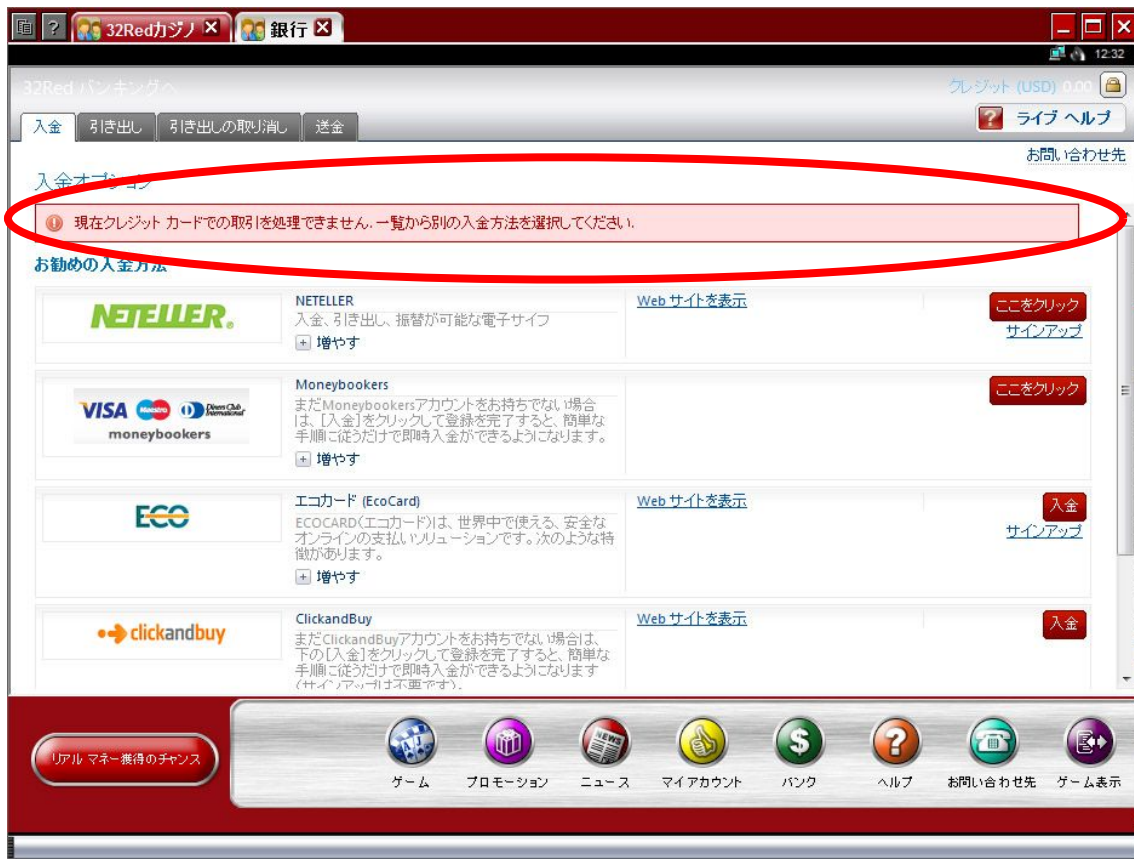 32Redカジノ
銀行
12:32
32Red バンキングへ
クレジット (USD) 0.00
入金
引き出し
引き出しの取り消し
送金
ライブ ヘルプ
お問い合わせ先
入金オプション
現在クレジット カードでの取引を処理できません. 一覧から別の入金方法を選択してください.
お勧めの入金方法
NETELLER.
NETELLER
入金、引き出し、振替が可能な電子サイフ
増やす
Web サイトを表示
ここをクリック
サインアップ
VISA Maestro Diners Club International
moneybookers
Moneybookers
まだMoneybookersアカウントをお持ちでない場合
は、[入金]をクリックして登録を完了すると、簡単な
手順に従うだけで即時入金ができるようになります。
増やす
ここをクリック
ECO
エコカード (EcoCard)
ECOCARD(エコカード)は、世界中で使える、安全な
オンラインの支払いソリューションです。次のような特
徴があります。
増やす
Web サイトを表示
入金
サインアップ
clickandbuy
ClickandBuy
まだClickandBuyアカウントをお持ちでない場合は、
下の[入金]をクリックして登録を完了すると、簡単な
手順に従うだけで即時入金ができるようになります
(サインアップは不要です)。
Web サイトを表示
入金
リアル マネー獲得のチャンス
ゲーム
プロモーション
NEWS
ニュース
マイ アカウント
バンク
ヘルプ
お問い合わせ先
ゲーム表示